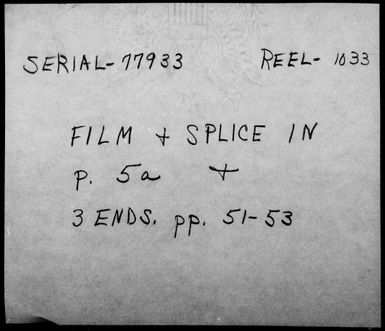 SERIAL-77933 REEL-1033
FILM + SPLICE IN
p. 5a +
3 ENDS. pp. 51-53